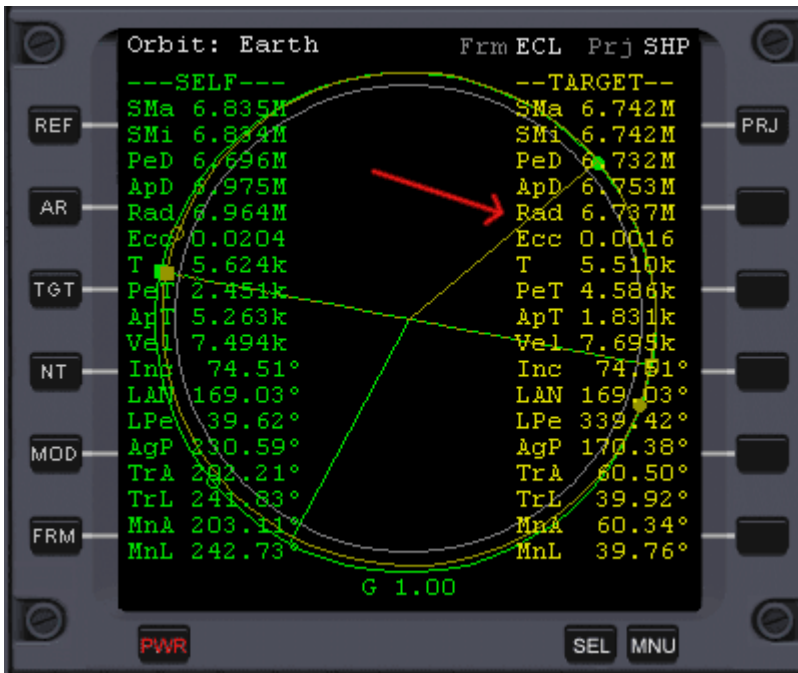 Orbit: Earth Frm ECL Prj SHP
---SELF---
SMa 6.835M
SMi 6.834M
PeD 6.696M
ApD 6.975M
Rad 6.964M
Ecc 0.0204
T 5.624k
PeT 2.451k
ApT 5.263k
Vel 7.494k
Inc 74.51°
LAN 169.03°
LPe 39.62°
AgP 230.59°
TrA 202.21°
TrL 241.83°
MnA 203.11°
MnL 242.73°
--TARGET--
SMa 6.742M
SMi 6.742M
PeD 6.732M
ApD 6.753M
Rad 6.737M
Ecc 0.0016
T 5.510k
PeT 4.586k
ApT 1.831k
Vel 7.695k
Inc 74.51°
LAN 169.03°
LPe 339.42°
AgP 170.38°
TrA 60.50°
TrL 39.92°
MnA 60.34°
MnL 39.76°
G 1.00
REF
AR
TGT
NT
MOD
FRM
PRJ
PWR
SEL
MNU